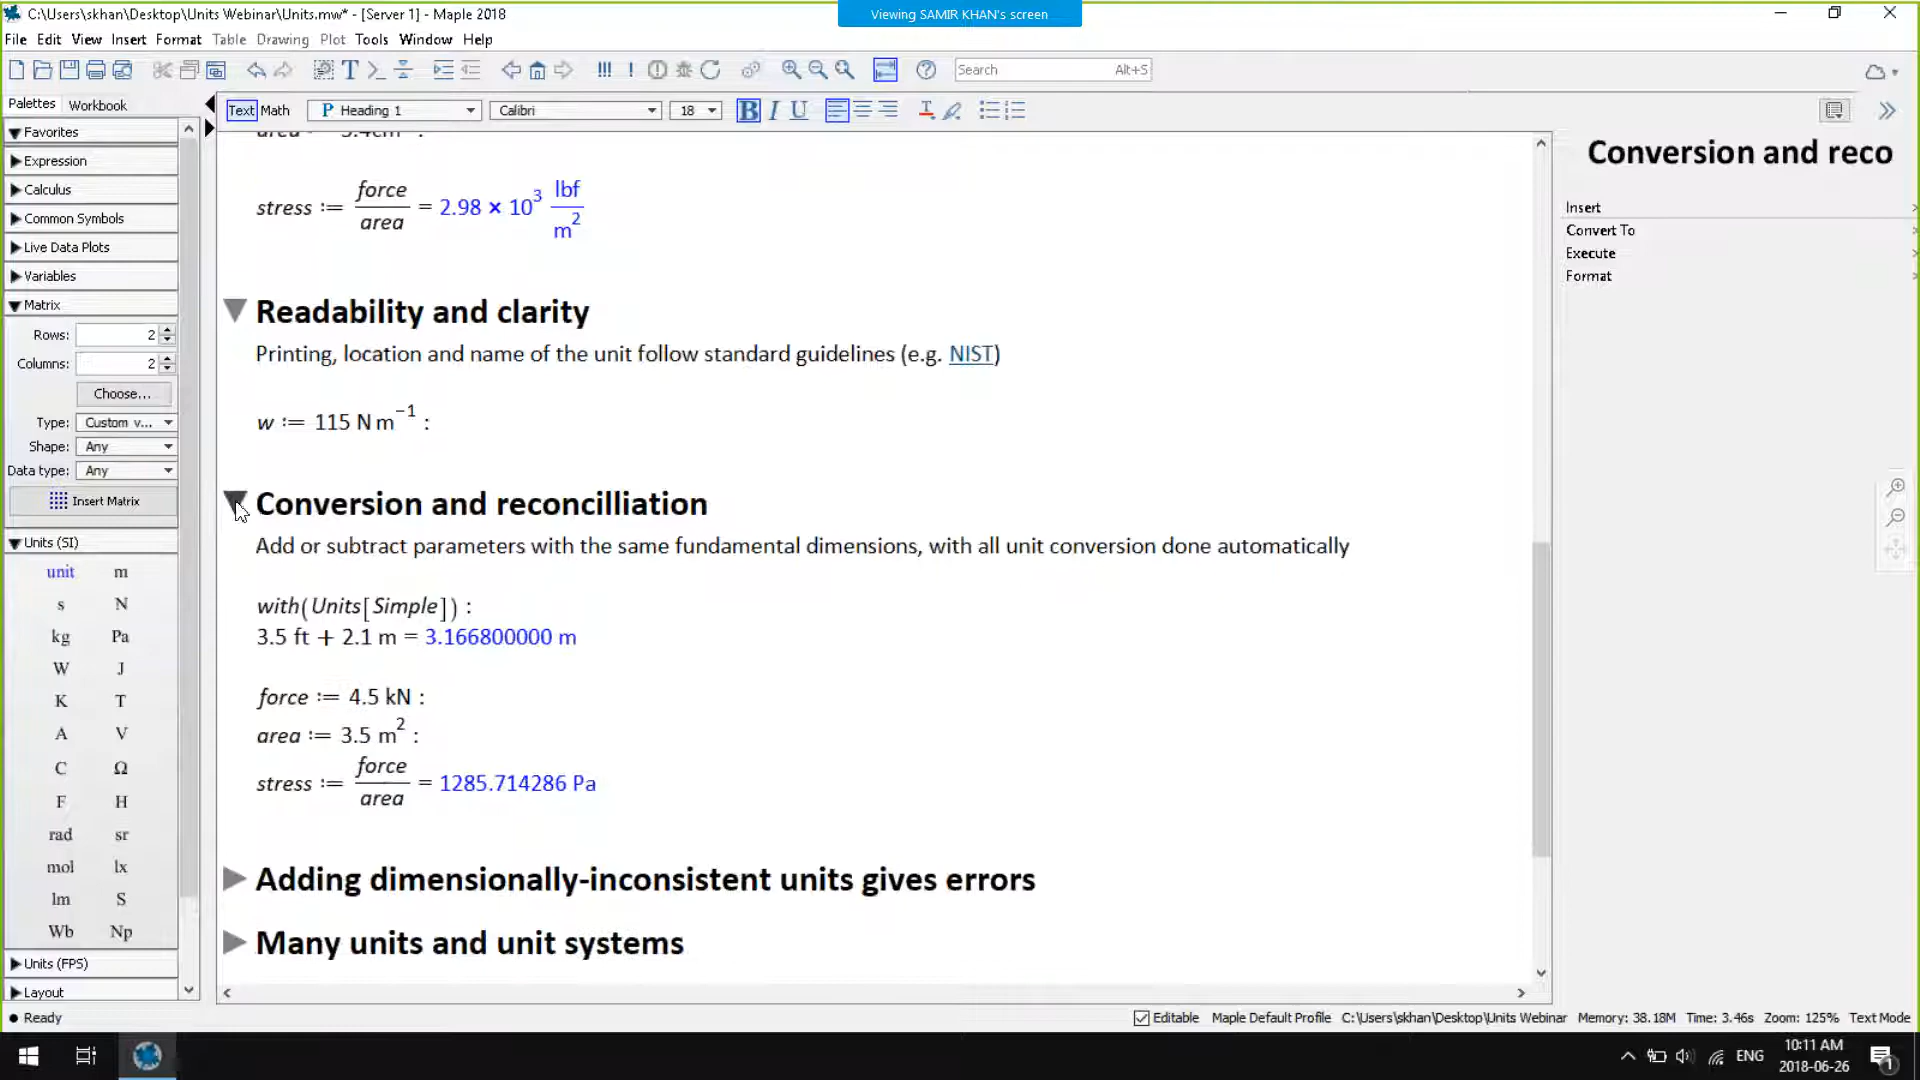 C:\Users\skhan\Desktop\Units Webinar\Units.mw* - [Server 1] - Maple 2018
Viewing SAMIR KHAN's screen
File Edit View Insert Format Table Drawing Plot Tools Window Help
Search Alt+S
Palettes Workbook
Text Math P Heading 1 Calibri 18 B I U
Favorites
Expression
Calculus
Common Symbols
Live Data Plots
Variables
Matrix
Rows: 2
Columns: 2
Choose...
Type: Custom v...
Shape: Any
Data type: Any
Insert Matrix
Units (SI)
unit m
s N
kg Pa
W J
K T
A V
C Ω
F H
rad sr
mol lx
lm S
Wb Np
Units (FPS)
Layout
stress := force/area = 2.98 × 10^3 lbf/m^2
Readability and clarity
Printing, location and name of the unit follow standard guidelines (e.g. NIST)
w := 115 N m^−1 :
Conversion and reconcilliation
Add or subtract parameters with the same fundamental dimensions, with all unit conversion done automatically
with(Units[Simple]) :
3.5 ft + 2.1 m = 3.166800000 m
force := 4.5 kN :
area := 3.5 m^2 :
stress := force/area = 1285.714286 Pa
Adding dimensionally-inconsistent units gives errors
Many units and unit systems
Conversion and reco
Insert
Convert To
Execute
Format
Ready
Editable Maple Default Profile C:\Users\skhan\Desktop\Units Webinar Memory: 38.18M Time: 3.46s Zoom: 125% Text Mode
ENG
10:11 AM
2018-06-26
1